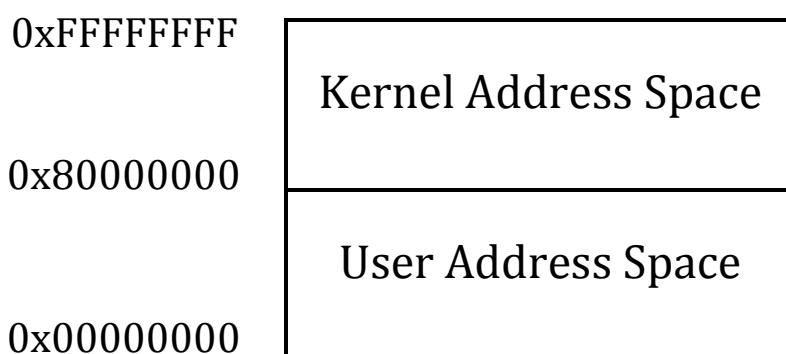 0xFFFFFFFF
Kernel Address Space
0x80000000
User Address Space
0x00000000